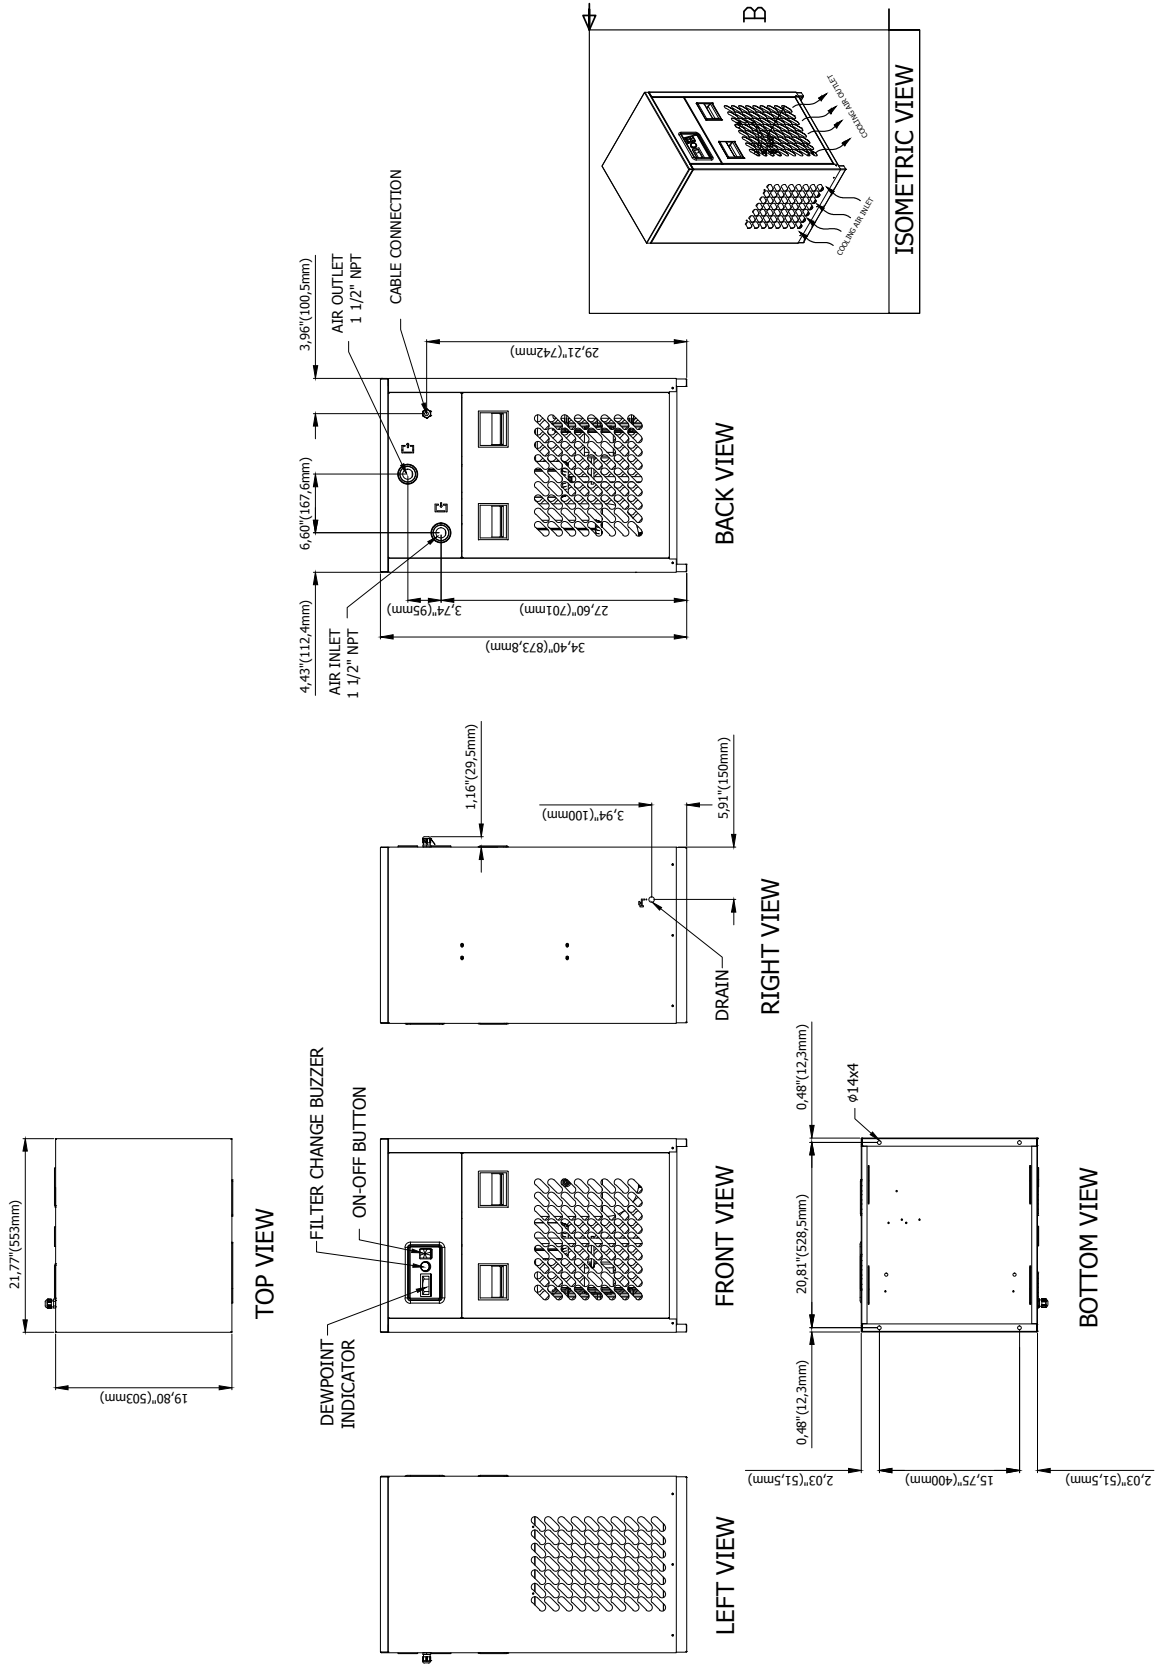 21,77"(553mm)
19,80"(503mm)
TOP VIEW
DEWPOINT
INDICATOR
FILTER CHANGE BUZZER
ON-OFF BUTTON
LEFT VIEW
FRONT VIEW
1,16"(29,5mm)
3,94"(100mm)
5,91"(150mm)
DRAIN
RIGHT VIEW
4,43"(112,4mm)
6,60"(167,6mm)
3,96"(100,5mm)
AIR INLET
1 1/2" NPT
AIR OUTLET
1 1/2" NPT
CABLE CONNECTION
34,40"(873,8mm)
3,74"(95mm)
27,60"(701mm)
29,21"(742mm)
BACK VIEW
0,48"(12,3mm)
20,81"(528,5mm)
0,48"(12,3mm)
ϕ14x4
2,03"(51,5mm)
15,75"(400mm)
2,03"(51,5mm)
BOTTOM VIEW
COOLING AIR INLET
COOLING AIR OUTLET
ISOMETRIC VIEW
B